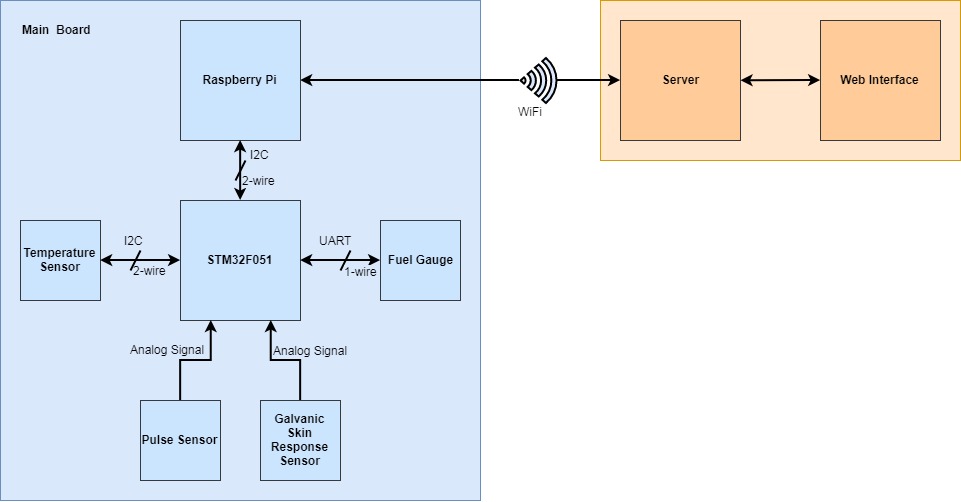 Main Board
Raspberry Pi
WiFi
Server
Web Interface
I2C
2-wire
Temperature
Sensor
I2C
2-wire
STM32F051
UART
1-wire
Fuel Gauge
Analog Signal
Analog Signal
Pulse Sensor
Galvanic
Skin
Response
Sensor